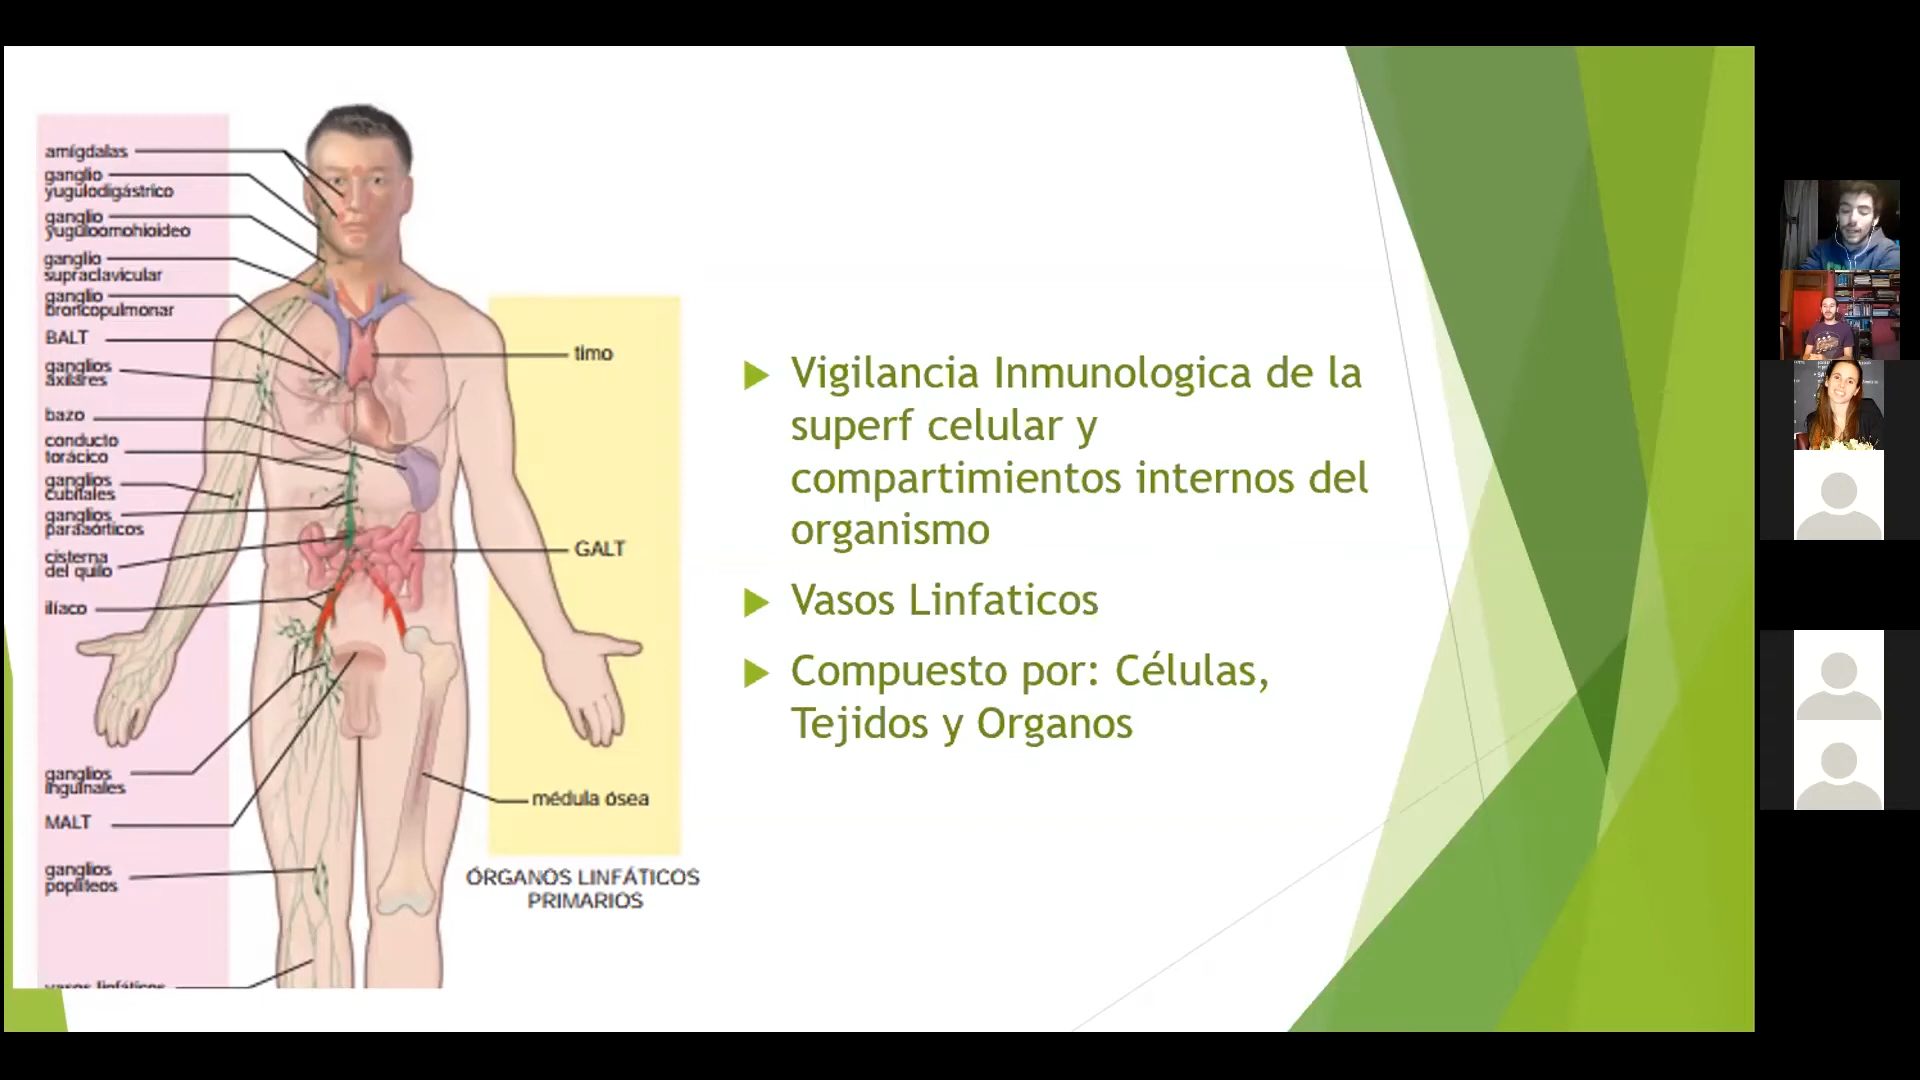 amígdalas
ganglio
yugulodigástrico
ganglio
yuguloomohioideo
ganglio
supraclavicular
ganglio
broncopulmonar
BALT
ganglios
axilares
bazo
conducto
torácico
ganglios
cubitales
ganglios
paraaórticos
cisterna
del quilo
ilíaco
ganglios
inguinales
MALT
ganglios
poplíteos
vasos linfáticos
timo
GALT
médula ósea
ÓRGANOS LINFÁTICOS
PRIMARIOS
Vigilancia Inmunologica de la
superf celular y
compartimientos internos del
organismo
Vasos Linfaticos
Compuesto por: Células,
Tejidos y Organos